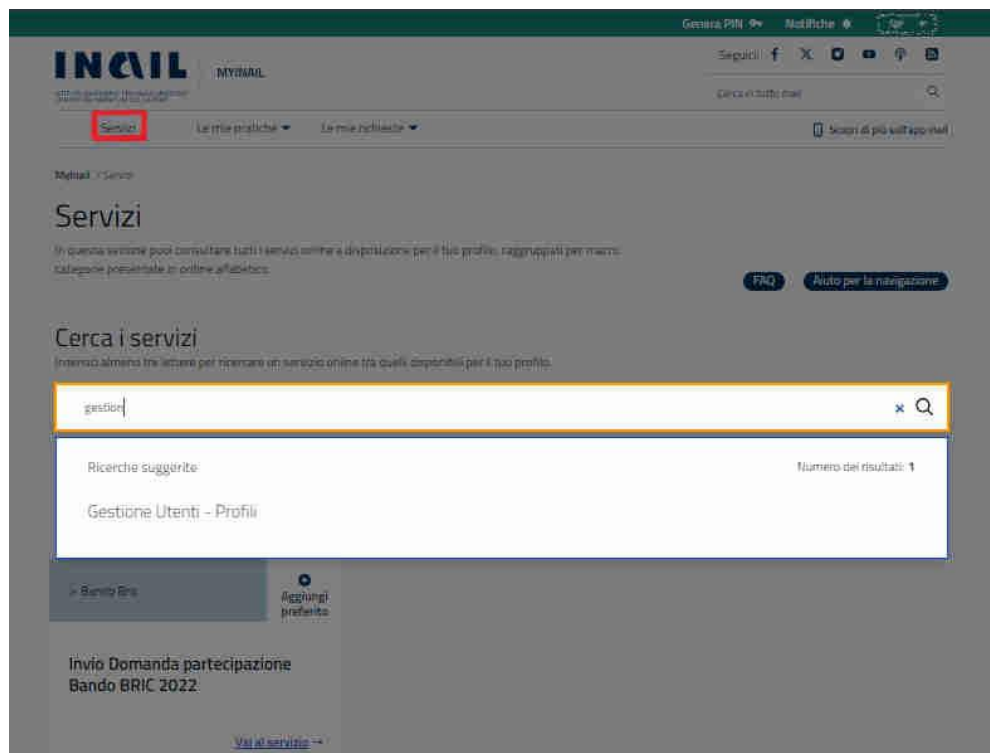 Genera PIN Notifiche
INAIL MYINAIL
Seguici
Cerca in tutto Inail
Servizi Le mie pratiche Le mie richieste Scopri di più sull'app Inail
MyInail / Servizi
Servizi
In questa sezione puoi consultare tutti i servizi online a disposizione per il tuo profilo, raggruppati per macro
categorie presentate in ordine alfabetico.
FAQ Aiuto per la navigazione
Cerca i servizi
Inserisci almeno tre lettere per ricercare un servizio online tra quelli disponibili per il tuo profilo.
gestion
Ricerche suggerite Numero dei risultati: 1
Gestione Utenti - Profili
> Bando Bric
Aggiungi
preferito
Invio Domanda partecipazione
Bando BRIC 2022
Vai al servizio →